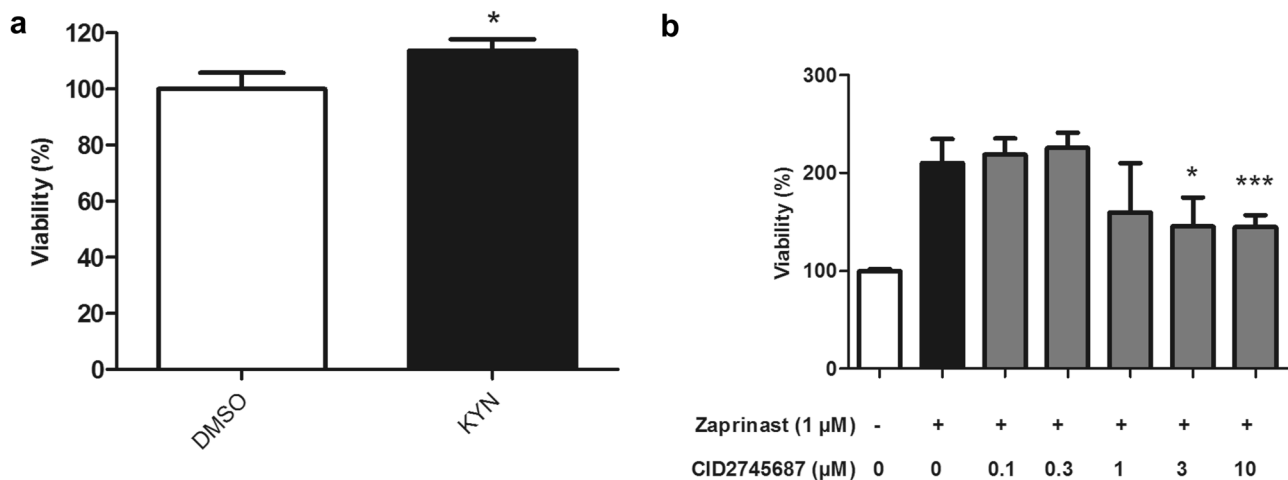 a
*
120
100
80
60
40
20
0
Viability (%)
DMSO
KYN
b
300
200
100
0
Viability (%)
*
***
Zaprinast (1 µM) - + + + + + +
CID2745687 (µM) 0 0 0.1 0.3 1 3 10